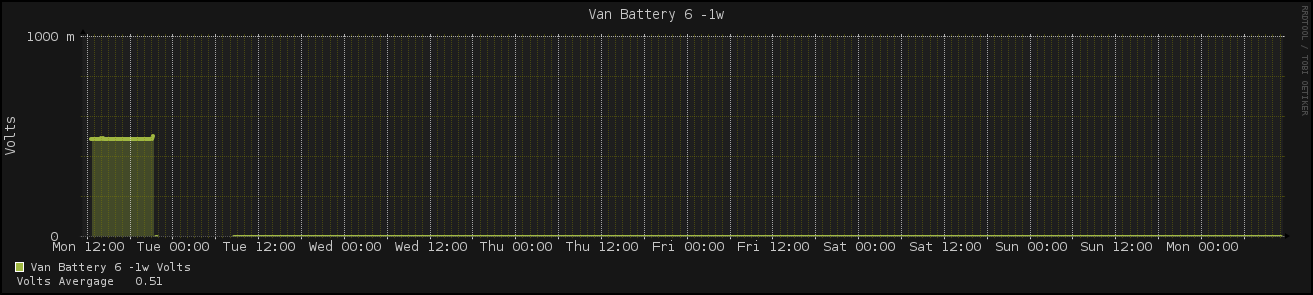 Van Battery 6 -1w
RRDTOOL / TOBI OETIKER
1000 m
Volts
0
Mon 12:00 Tue 00:00 Tue 12:00 Wed 00:00 Wed 12:00 Thu 00:00 Thu 12:00 Fri 00:00 Fri 12:00 Sat 00:00 Sat 12:00 Sun 00:00 Sun 12:00 Mon 00:00
Van Battery 6 -1w Volts
Volts Avergage 0.51